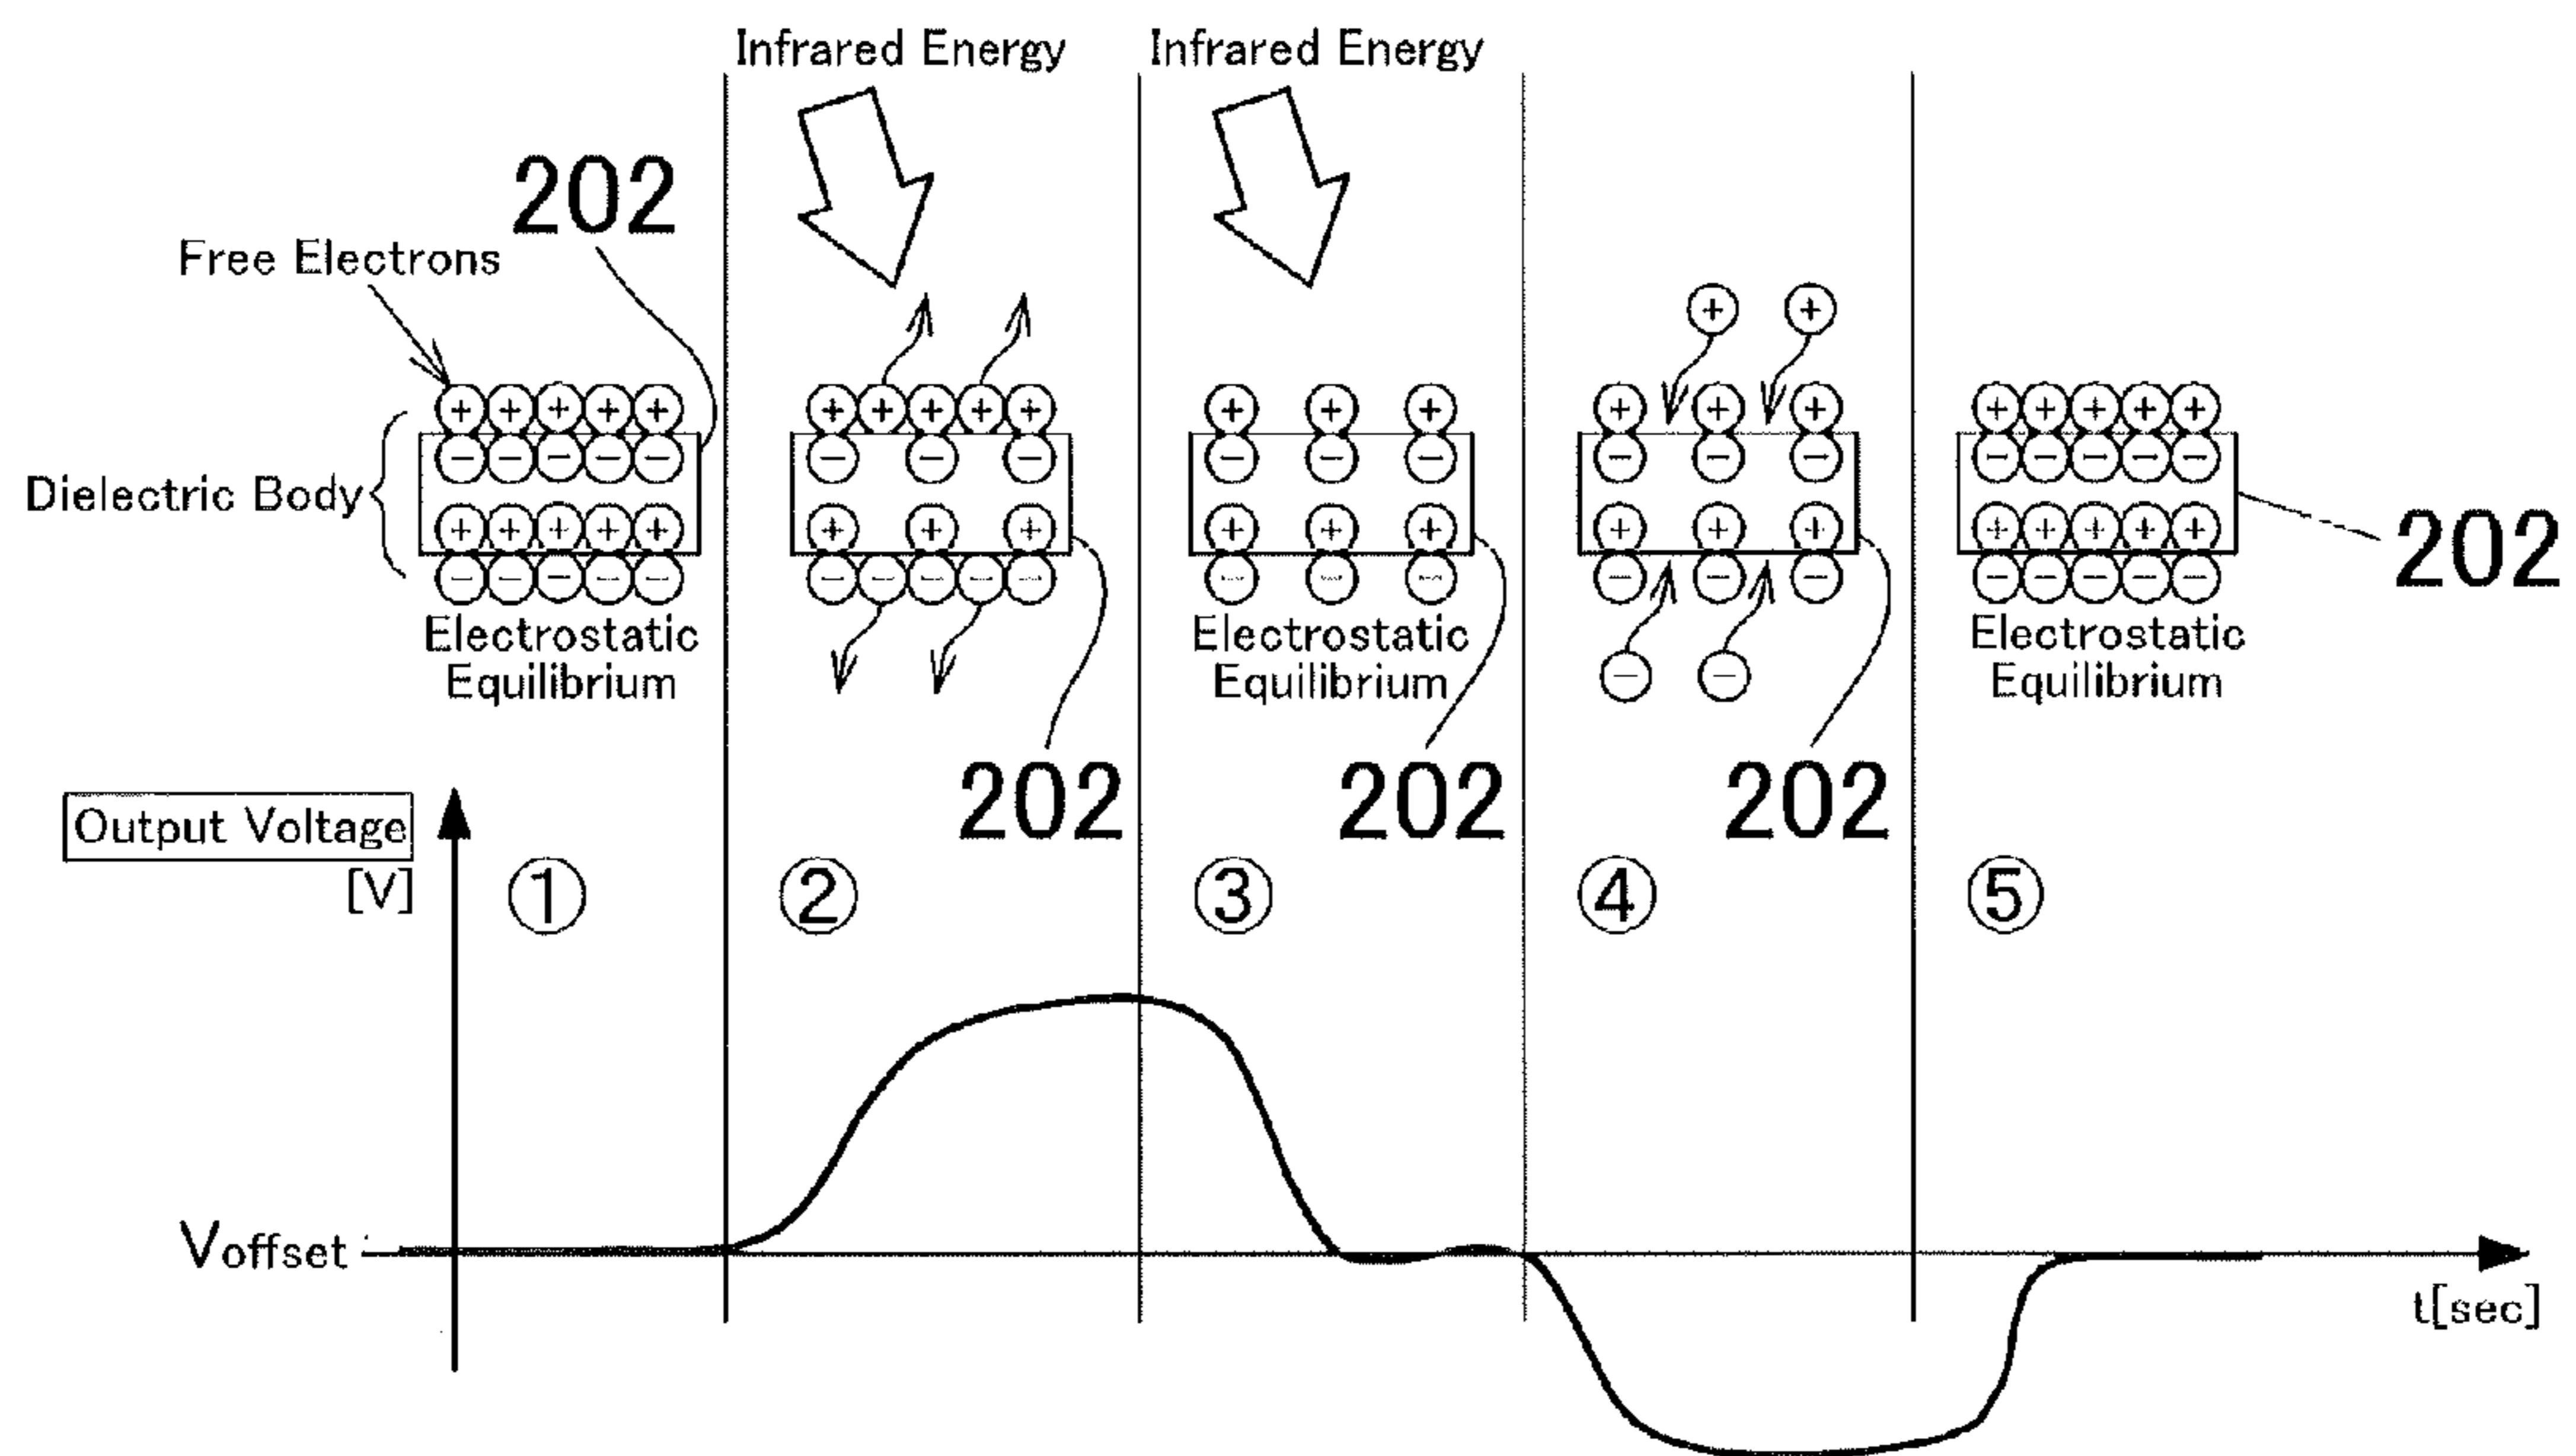 Infrared Energy
Infrared Energy
202
Free Electrons
+ + + + +
+ + + + +
+ + +
+ +
+ + +
+ + + + +
− − − − −
− − −
− − −
− − −
− − − − −
Dielectric Body
+ + + + +
+ + +
+ + +
+ + +
+ + + + +
− − − − −
− − − − −
− − −
− − −
− − − − −
− −
202
Electrostatic
Equilibrium
Electrostatic
Equilibrium
Electrostatic
Equilibrium
202
202
202
Output Voltage
[V]
① ② ③ ④ ⑤
Voffset
t[sec]